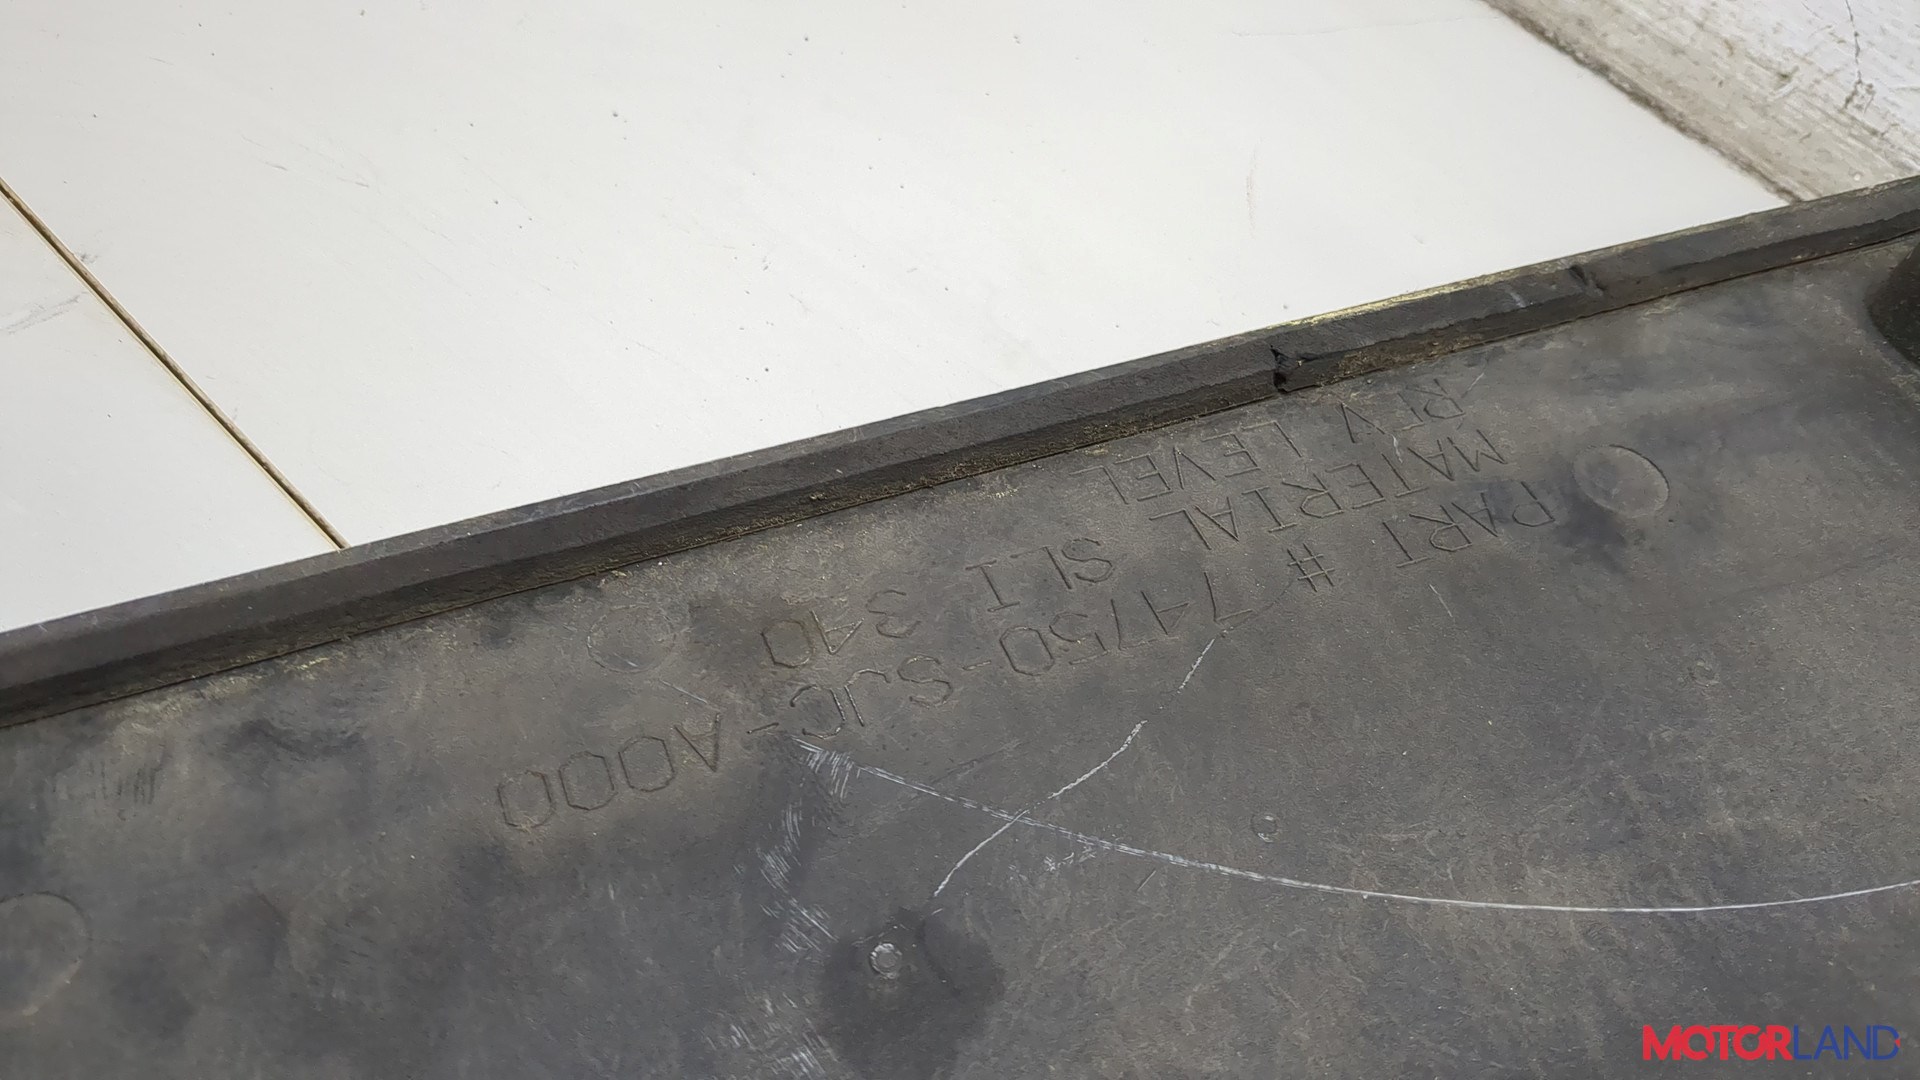 PART # 74750-SJC-A000
MATERIAL SLI 340
REV LEVEL
MOTORLAND